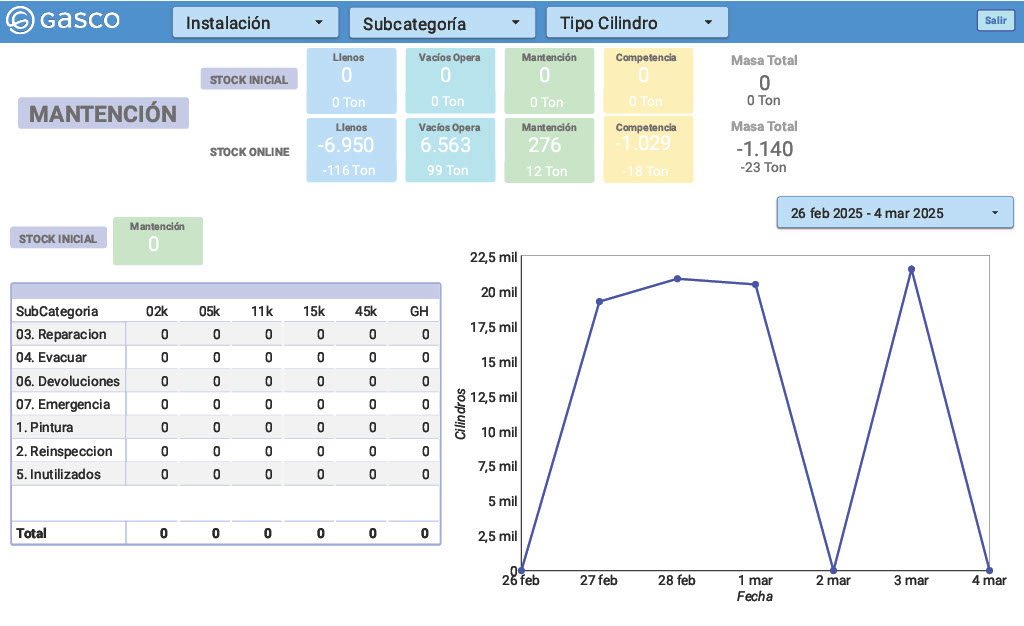 GASCO
Instalación
Subcategoría
Tipo Cilindro
Salir
MANTENCIÓN
STOCK INICIAL
Llenos
0
0 Ton
Vacíos Opera
0
0 Ton
Mantención
0
0 Ton
Competencia
0
0 Ton
Masa Total
0
0 Ton
STOCK ONLINE
Llenos
-6.950
-116 Ton
Vacíos Opera
6.563
99 Ton
Mantención
276
12 Ton
Competencia
-1.029
-18 Ton
Masa Total
-1.140
-23 Ton
26 feb 2025 - 4 mar 2025
STOCK INICIAL
Mantención
0
SubCategoria 02k 05k 11k 15k 45k GH
03. Reparacion 0 0 0 0 0 0
04. Evacuar 0 0 0 0 0 0
06. Devoluciones 0 0 0 0 0 0
07. Emergencia 0 0 0 0 0 0
1. Pintura 0 0 0 0 0 0
2. Reinspeccion 0 0 0 0 0 0
5. Inutilizados 0 0 0 0 0 0
Total 0 0 0 0 0 0
Cilindros
22,5 mil
20 mil
17,5 mil
15 mil
12,5 mil
10 mil
7,5 mil
5 mil
2,5 mil
0
26 feb 27 feb 28 feb 1 mar 2 mar 3 mar 4 mar
Fecha